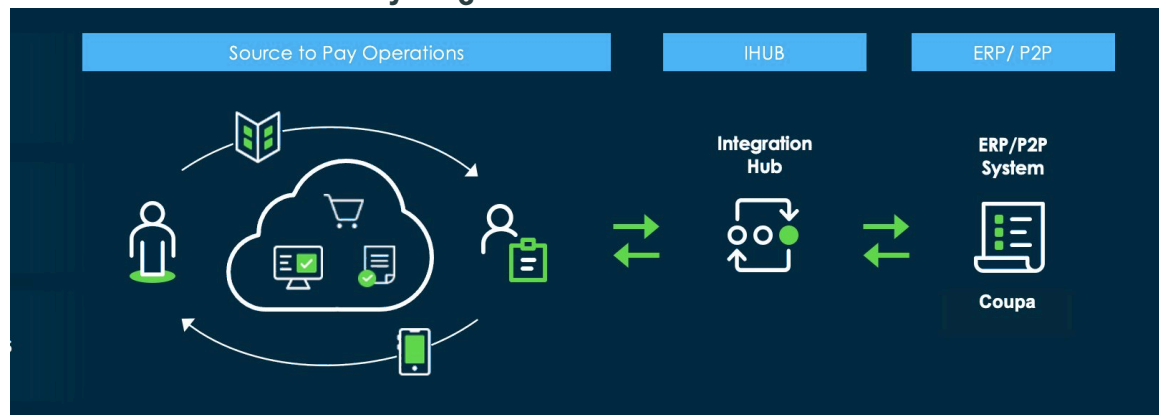 Source to Pay Operations
IHUB
ERP/ P2P
Integration
Hub
ERP/P2P
System
Coupa